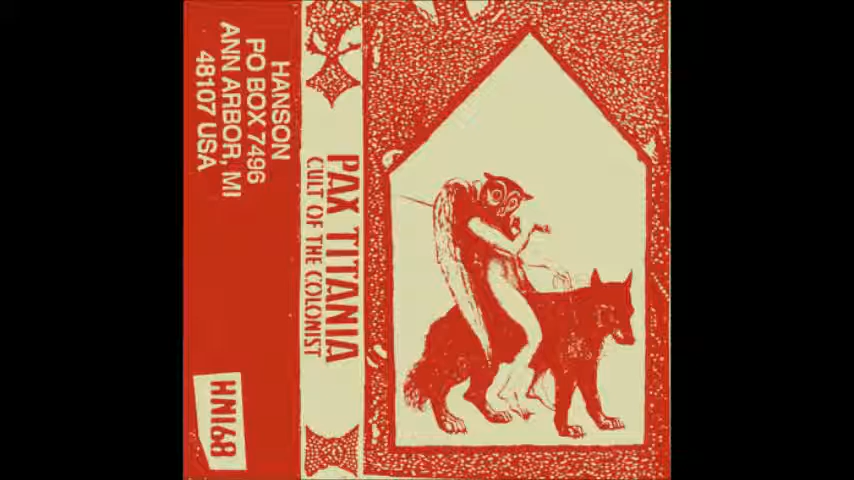 HANSON
PO BOX 7496
ANN ARBOR, MI
48107 USA
HN168
PAX TITANIA
CULT OF THE COLONIST